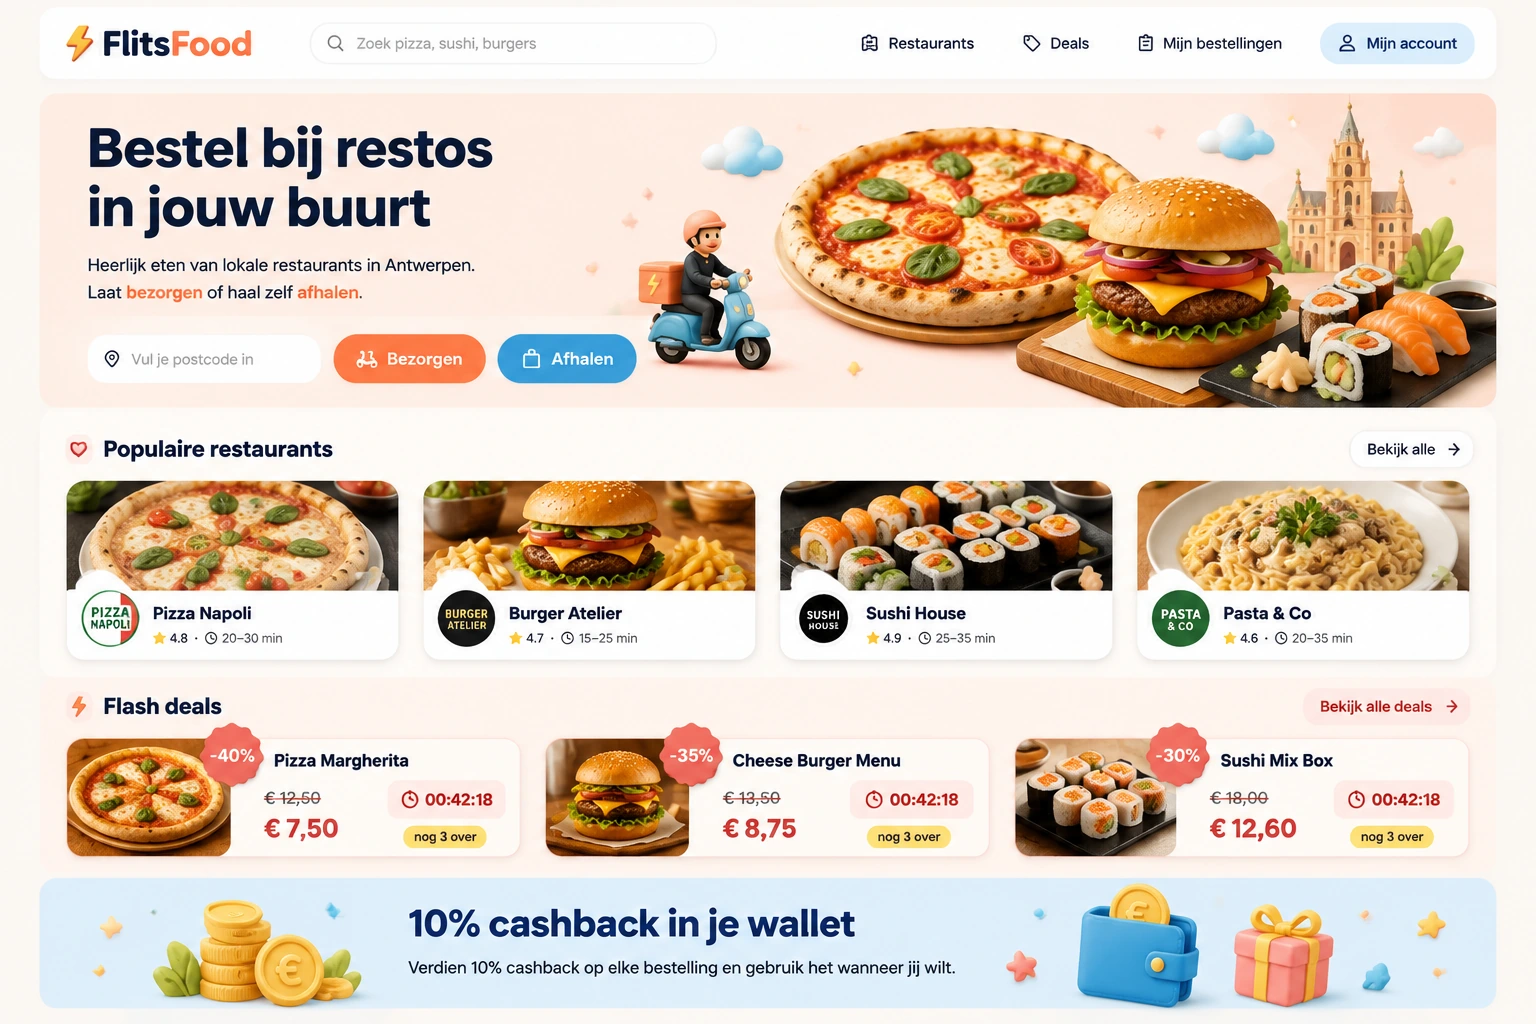 FlitsFood
Zoek pizza, sushi, burgers
Restaurants
Deals
Mijn bestellingen
Mijn account
Bestel bij restos
in jouw buurt
Heerlijk eten van lokale restaurants in Antwerpen.
Laat bezorgen of haal zelf afhalen.
Vul je postcode in
Bezorgen
Afhalen
Populaire restaurants
Bekijk alle
PIZZA
NAPOLI
Pizza Napoli
4.8 · 20–30 min
BURGER
ATELIER
Burger Atelier
4.7 · 15–25 min
SUSHI
HOUSE
Sushi House
4.9 · 25–35 min
PASTA
& CO
Pasta & Co
4.6 · 20–35 min
Flash deals
Bekijk alle deals
-40%
Pizza Margherita
€ 12,50
€ 7,50
00:42:18
nog 3 over
-35%
Cheese Burger Menu
€ 13,50
€ 8,75
00:42:18
nog 3 over
-30%
Sushi Mix Box
€ 18,00
€ 12,60
00:42:18
nog 3 over
10% cashback in je wallet
Verdien 10% cashback op elke bestelling en gebruik het wanneer jij wilt.
€
€